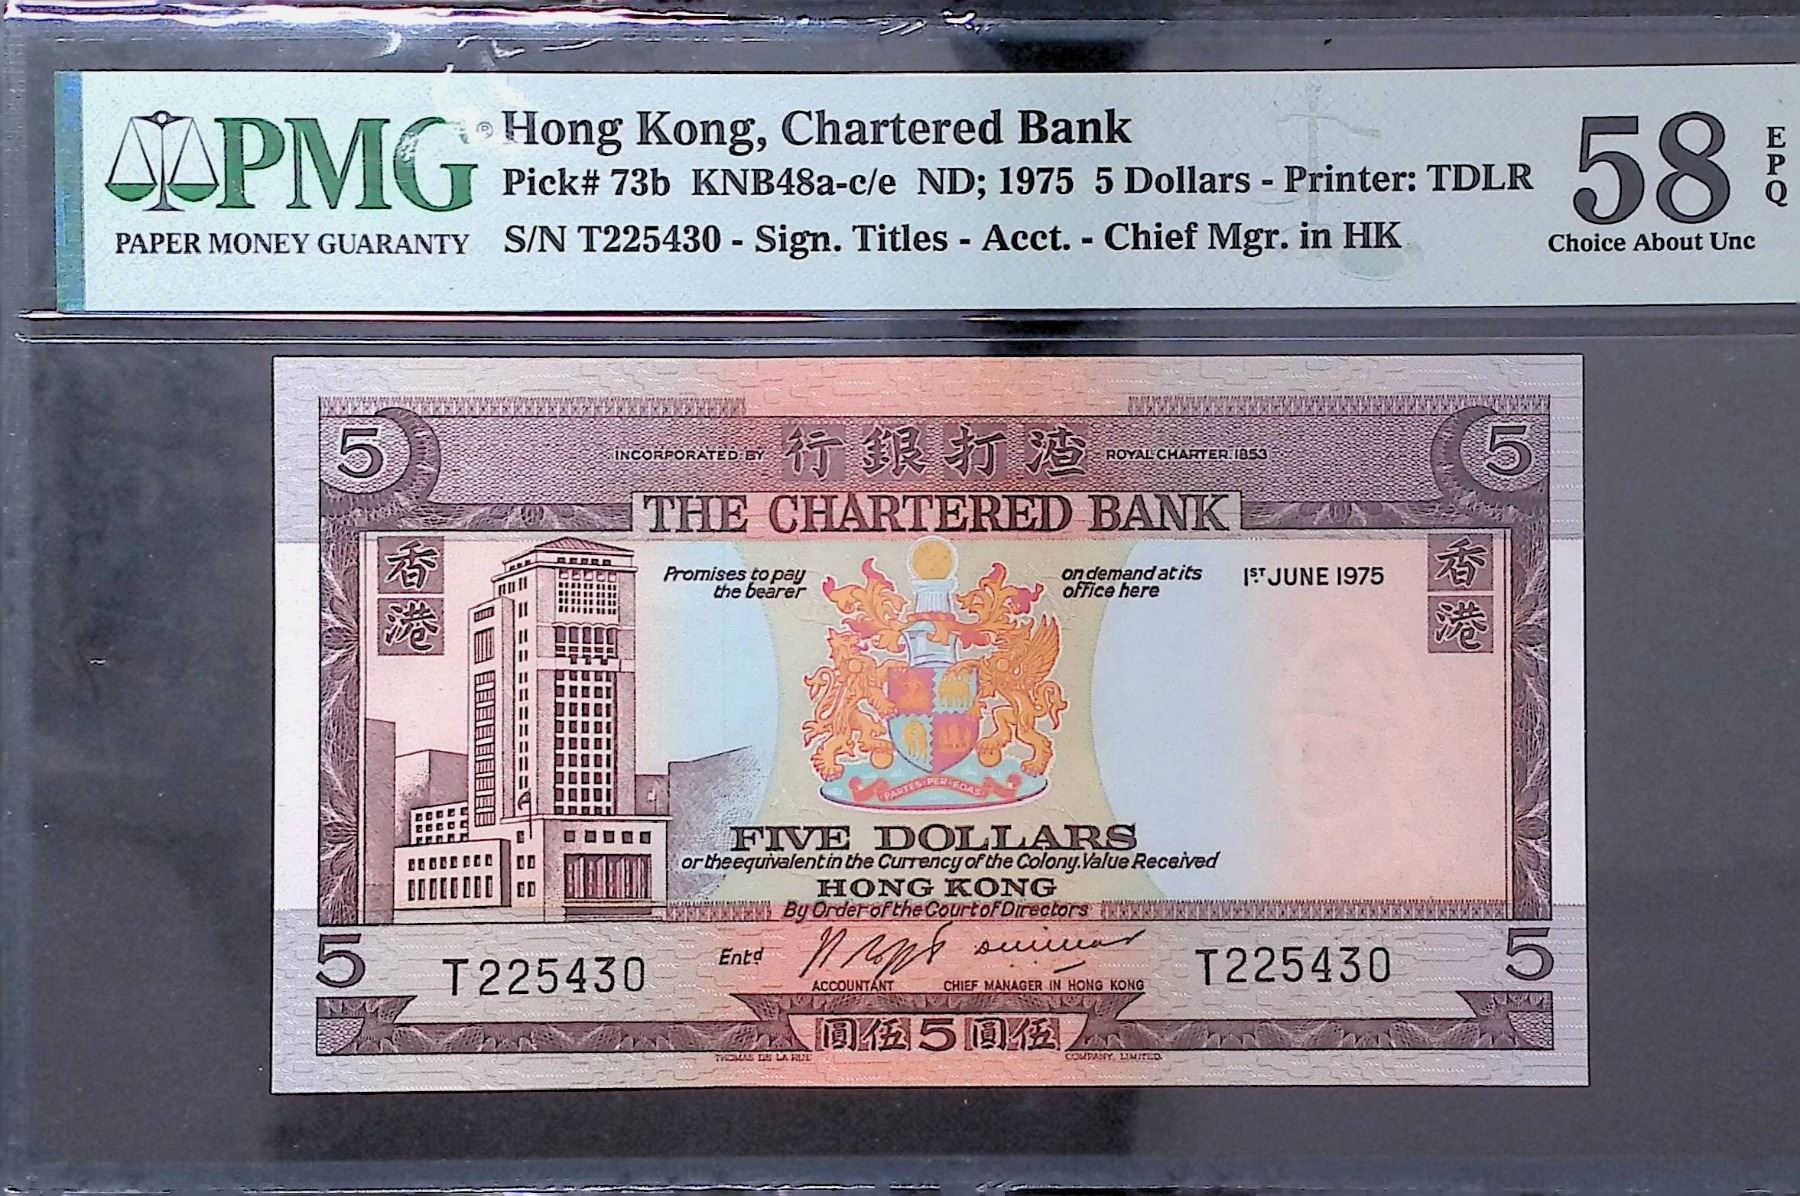 PMG®
PAPER MONEY GUARANTY
Hong Kong, Chartered Bank
Pick# 73b KNB48a-c/e ND; 1975 5 Dollars - Printer: TDLR
S/N T225430 - Sign. Titles - Acct. - Chief Mgr. in HK
58
EPQ
Choice About Unc
5
INCORPORATED BY
行銀打渣
ROYAL CHARTER. 1853
5
THE CHARTERED BANK
香港
Promises to pay
the bearer
on demand at its
office here
1ST JUNE 1975
香港
PARTES·PER·EOAS
FIVE DOLLARS
or the equivalent in the Currency of the Colony. Value Received
HONG KONG
By Order of the Court of Directors
5
T225430
Entd
ACCOUNTANT
CHIEF MANAGER IN HONG KONG
T225430
5
圓伍5圓伍
THOMAS DE LA RUE
COMPANY, LIMITED.